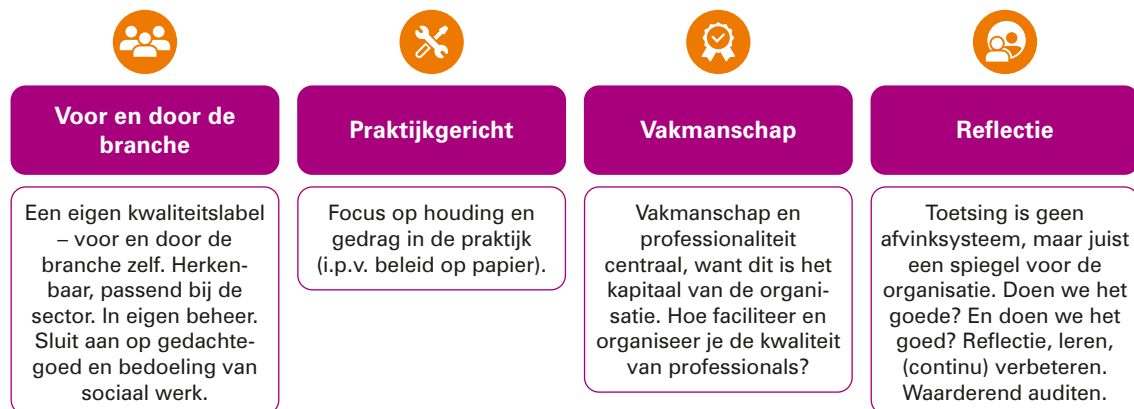 Voor en door de
branche
Een eigen kwaliteitslabel
– voor en door de
branche zelf. Herken-
baar, passend bij de
sector. In eigen beheer.
Sluit aan op gedachte-
goed en bedoeling van
sociaal werk.
Praktijkgericht
Focus op houding en
gedrag in de praktijk
(i.p.v. beleid op papier).
Vakmanschap
Vakmanschap en
professionaliteit
centraal, want dit is het
kapitaal van de organi-
satie. Hoe faciliteer en
organiseer je de kwaliteit
van professionals?
Reflectie
Toetsing is geen
afvinksysteem, maar juist
een spiegel voor de
organisatie. Doen we het
goede? En doen we het
goed? Reflectie, leren,
(continu) verbeteren.
Waarderend auditen.